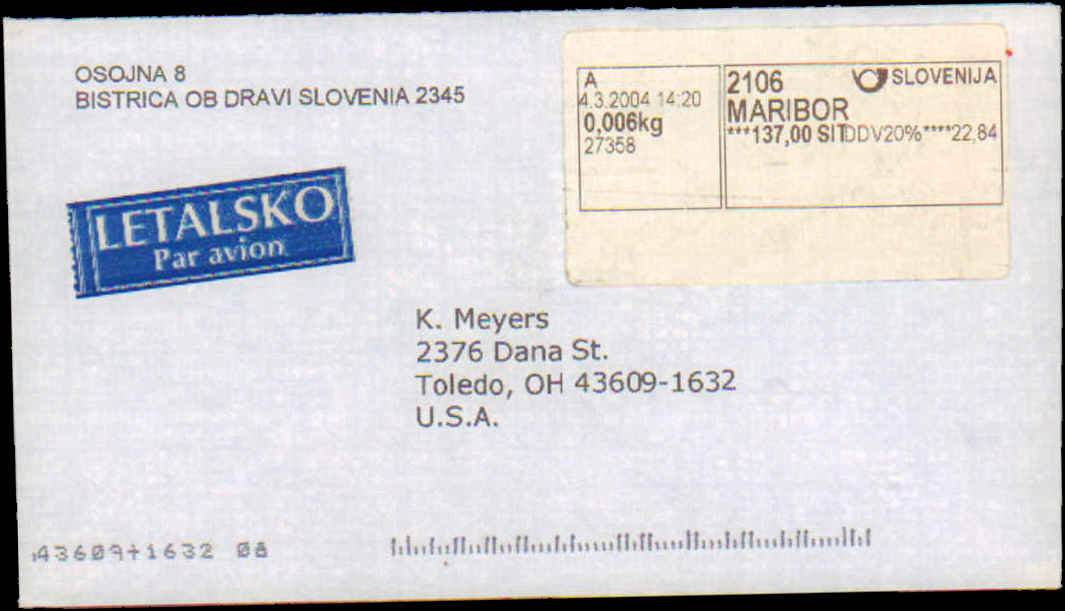 OSOJNA 8
BISTRICA OB DRAVI SLOVENIA 2345
A
4.3.2004 14:20
0,006kg
27358
2106 SLOVENIJA
MARIBOR
***137,00 SIT DDV20%****22,84
LETALSKO
Par avion
K. Meyers
2376 Dana St.
Toledo, OH 43609-1632
U.S.A.
43609+1632 08